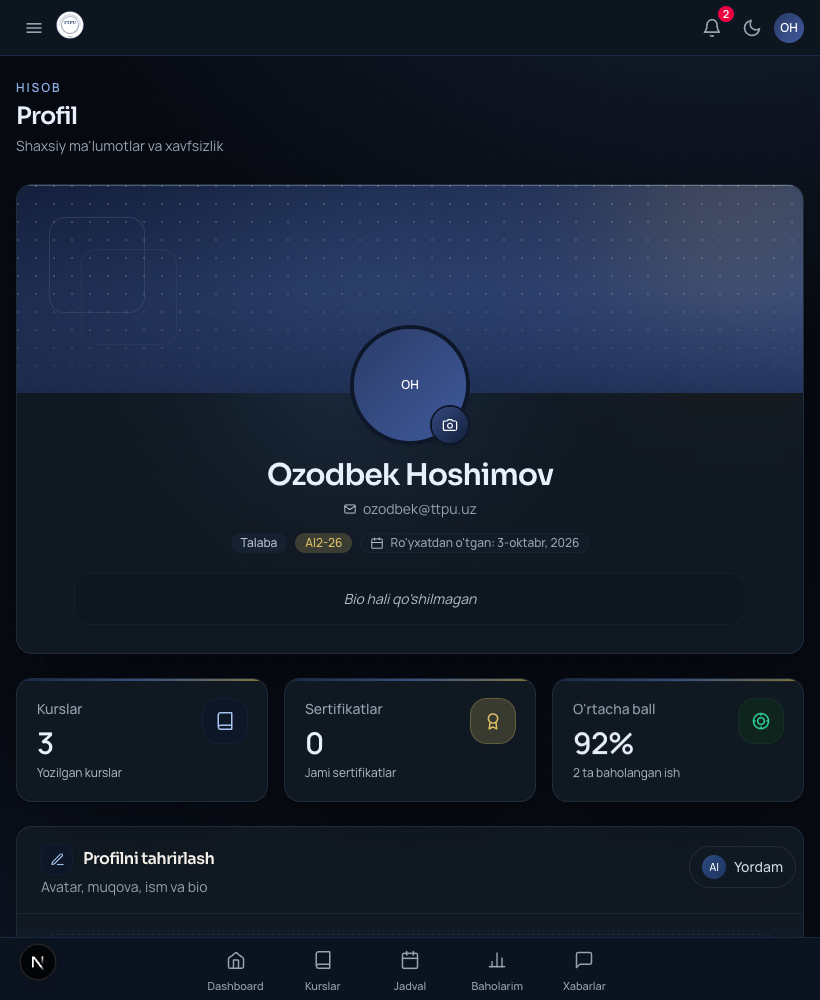 TTPU
2
OH
HISOB
Profil
Shaxsiy ma'lumotlar va xavfsizlik
OH
Ozodbek Hoshimov
ozodbek@ttpu.uz
Talaba AI2-26 Ro'yxatdan o'tgan: 3-oktabr, 2026
Bio hali qo'shilmagan
Kurslar
3
Yozilgan kurslar
Sertifikatlar
0
Jami sertifikatlar
O'rtacha ball
92%
2 ta baholangan ish
Profilni tahrirlash
Avatar, muqova, ism va bio
AI Yordam
N
Dashboard Kurslar Jadval Baholarim Xabarlar